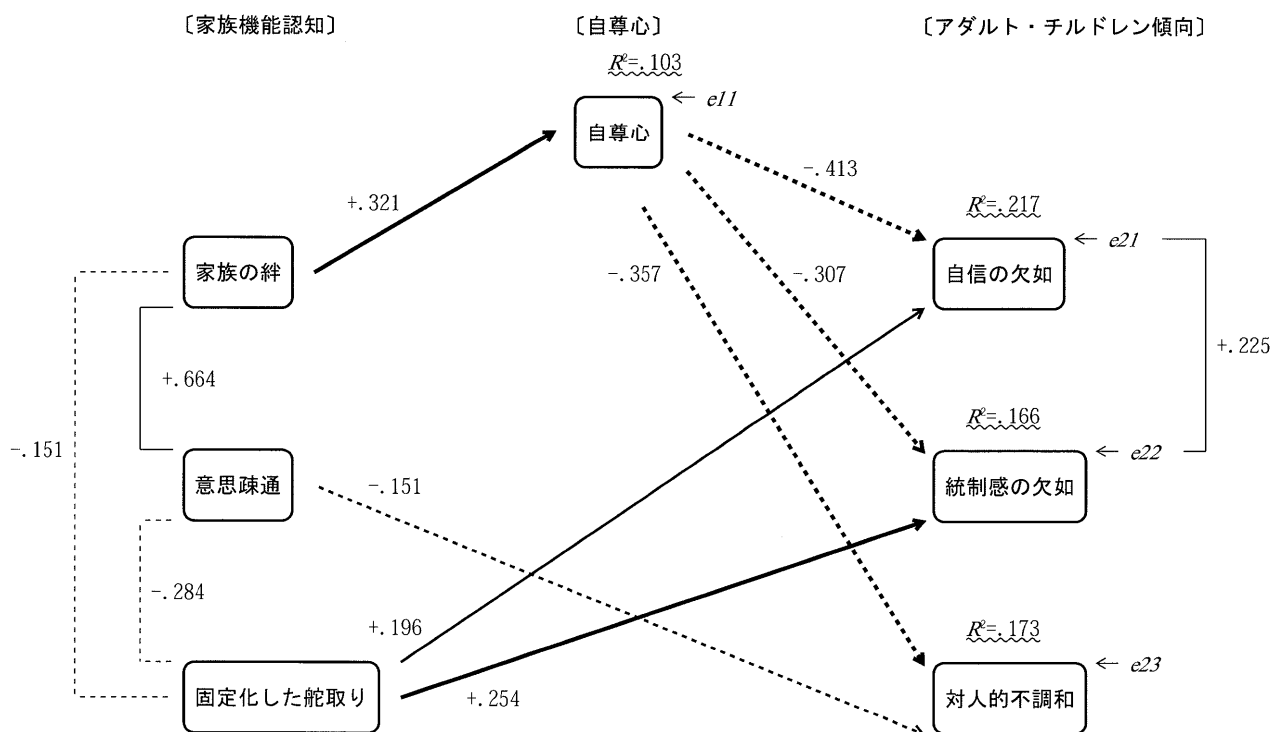 〔家族機能認知〕
〔自尊心〕
〔アダルト・チルドレン傾向〕
R²=.103
自尊心
← e11
+.321
-.413
R²=.217
自信の欠如
← e21
家族の絆
-.357
-.307
+.225
+.664
-.151
R²=.166
統制感の欠如
← e22
意思疎通
-.151
-.284
+.196
R²=.173
対人的不調和
← e23
固定化した舵取り
+.254